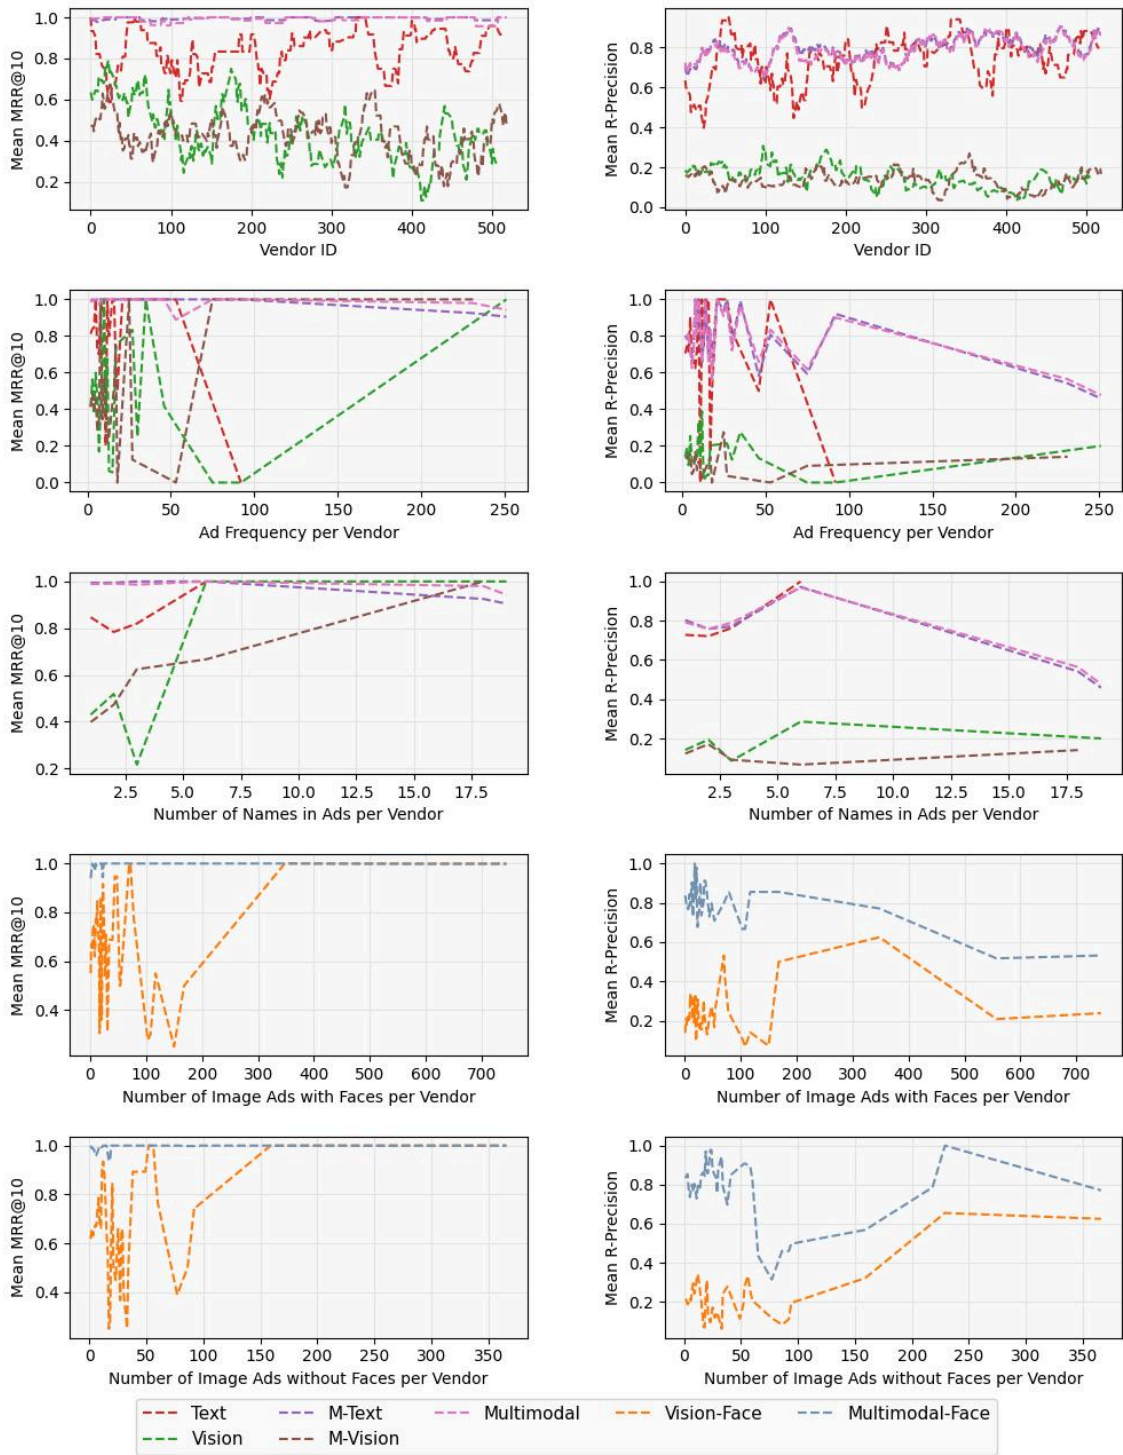 Mean MRR@10
1.0
0.8
0.6
0.4
0.2
0 100 200 300 400 500
Vendor ID
Mean R-Precision
0.8
0.6
0.4
0.2
0.0
0 100 200 300 400 500
Vendor ID
Mean MRR@10
1.0
0.8
0.6
0.4
0.2
0.0
0 50 100 150 200 250
Ad Frequency per Vendor
Mean R-Precision
1.0
0.8
0.6
0.4
0.2
0.0
0 50 100 150 200 250
Ad Frequency per Vendor
Mean MRR@10
1.0
0.8
0.6
0.4
0.2
2.5 5.0 7.5 10.0 12.5 15.0 17.5
Number of Names in Ads per Vendor
Mean R-Precision
1.0
0.8
0.6
0.4
0.2
2.5 5.0 7.5 10.0 12.5 15.0 17.5
Number of Names in Ads per Vendor
Mean MRR@10
1.0
0.8
0.6
0.4
0 100 200 300 400 500 600 700
Number of Image Ads with Faces per Vendor
Mean R-Precision
1.0
0.8
0.6
0.4
0.2
0 100 200 300 400 500 600 700
Number of Image Ads with Faces per Vendor
Mean MRR@10
1.0
0.8
0.6
0.4
0 50 100 150 200 250 300 350
Number of Image Ads without Faces per Vendor
Mean R-Precision
1.0
0.8
0.6
0.4
0.2
0 50 100 150 200 250 300 350
Number of Image Ads without Faces per Vendor
Text M-Text Multimodal Vision-Face Multimodal-Face
Vision M-Vision